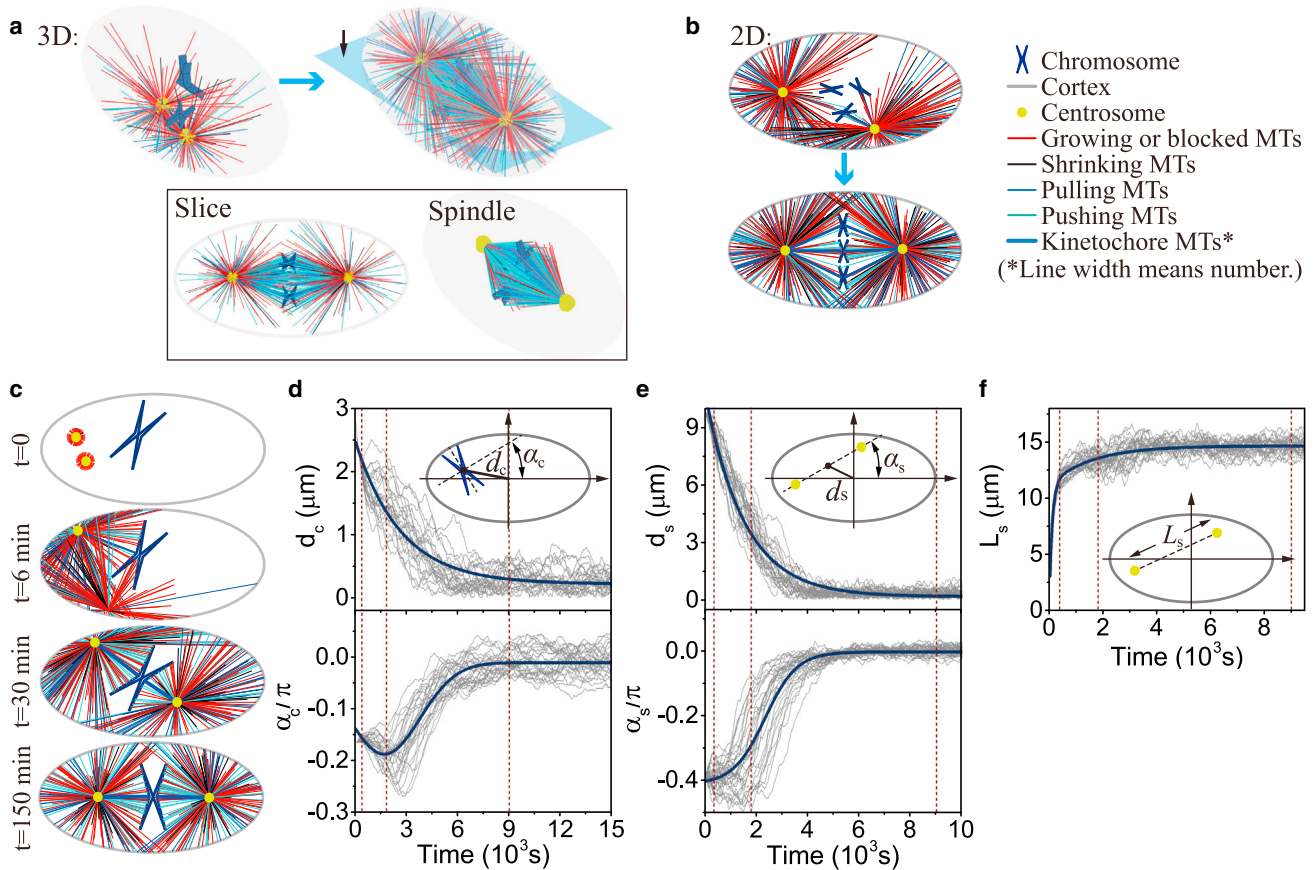 a
3D:
Slice
Spindle
b
2D:
Chromosome
Cortex
Centrosome
Growing or blocked MTs
Shrinking MTs
Pulling MTs
Pushing MTs
Kinetochore MTs*
(*Line width means number.)
c
t=0
t=6 min
t=30 min
t=150 min
d
d_c (μm)
3
2
1
0
d_c
α_c
α_c/π
0.0
-0.1
-0.2
-0.3
0 3 6 9 12 15
Time (10³s)
e
d_s (μm)
9
6
3
0
d_s
α_s
α_s/π
0.0
-0.2
-0.4
0 2 4 6 8 10
Time (10³s)
f
L_s (μm)
15
10
5
0
L_s
0 2 4 6 8
Time (10³s)